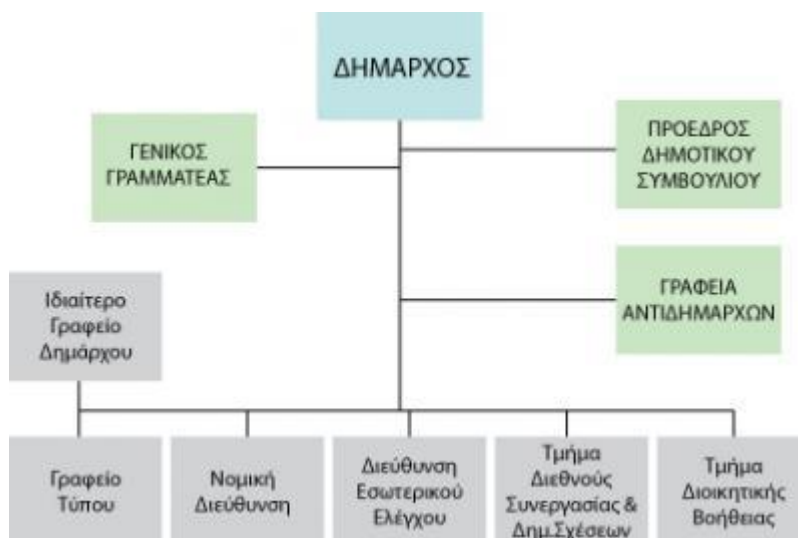 ΔΗΜΑΡΧΟΣ
ΓΕΝΙΚΟΣ
ΓΡΑΜΜΑΤΕΑΣ
ΠΡΟΕΔΡΟΣ
ΔΗΜΟΤΙΚΟΥ
ΣΥΜΒΟΥΛΙΟΥ
ΓΡΑΦΕΙΑ
ΑΝΤΙΔΗΜΑΡΧΩΝ
Ιδιαίτερο
Γραφείο
Δημάρχου
Γραφείο
Τύπου
Νομική
Διεύθυνση
Διεύθυνση
Εσωτερικού
Ελέγχου
Τμήμα
Διεθνούς
Συνεργασίας &
Δημ.Σχέσεων
Τμήμα
Διοικητικής
Βοήθειας